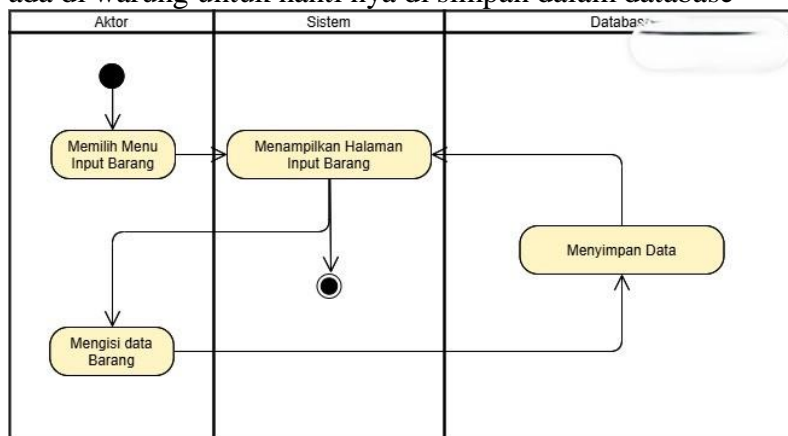 ada di warung untuk nanti nya di simpan dalam database
Aktor
Sistem
Database
Memilih Menu
Input Barang
Menampilkan Halaman
Input Barang
Menyimpan Data
Mengisi data
Barang